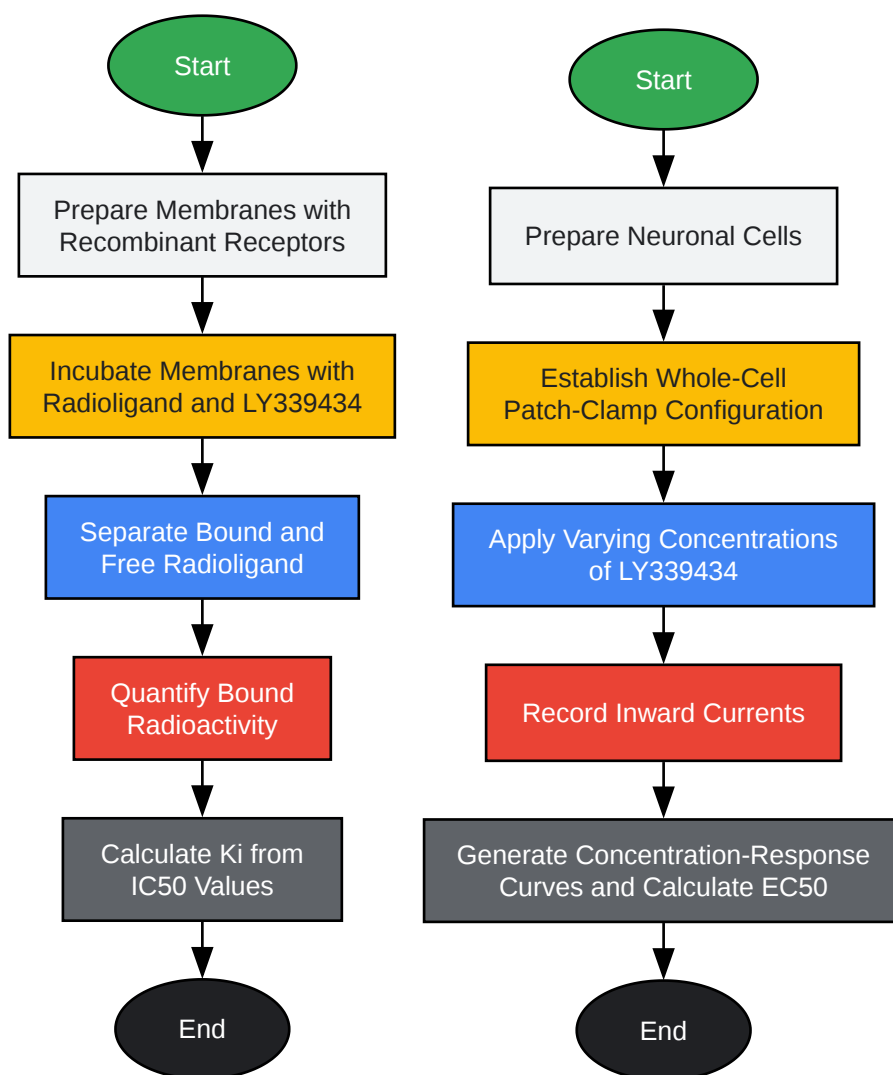 Start
Prepare Membranes with
Recombinant Receptors
Incubate Membranes with
Radioligand and LY339434
Separate Bound and
Free Radioligand
Quantify Bound
Radioactivity
Calculate Ki from
IC50 Values
End
Start
Prepare Neuronal Cells
Establish Whole-Cell
Patch-Clamp Configuration
Apply Varying Concentrations
of LY339434
Record Inward Currents
Generate Concentration-Response
Curves and Calculate EC50
End